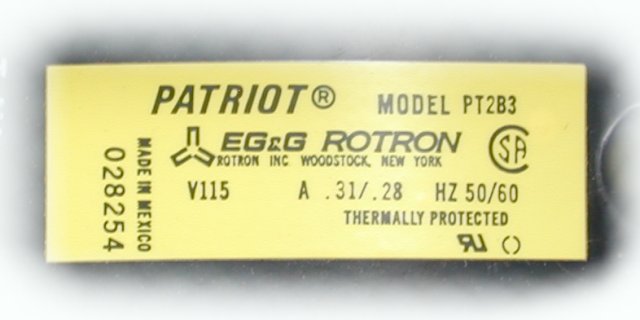 PATRIOT® MODEL PT2B3
EG&G ROTRON
ROTRON INC WOODSTOCK, NEW YORK
SA
V115 A .31/.28 HZ 50/60
THERMALLY PROTECTED
MADE IN MEXICO
028254